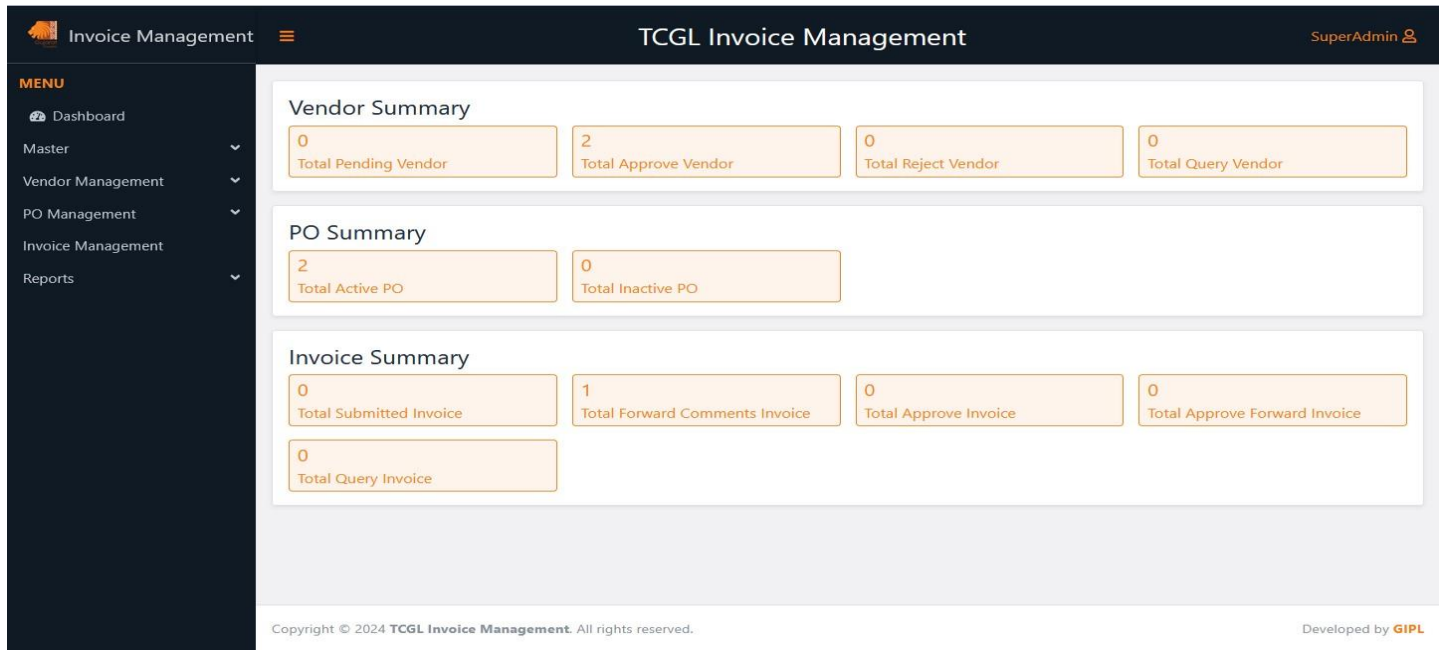 Invoice Management
TCGL Invoice Management
SuperAdmin
MENU
Dashboard
Master
Vendor Management
PO Management
Invoice Management
Reports
Vendor Summary
0
Total Pending Vendor
2
Total Approve Vendor
0
Total Reject Vendor
0
Total Query Vendor
PO Summary
2
Total Active PO
0
Total Inactive PO
Invoice Summary
0
Total Submitted Invoice
1
Total Forward Comments Invoice
0
Total Approve Invoice
0
Total Approve Forward Invoice
0
Total Query Invoice
Copyright © 2024 TCGL Invoice Management. All rights reserved.
Developed by GIPL